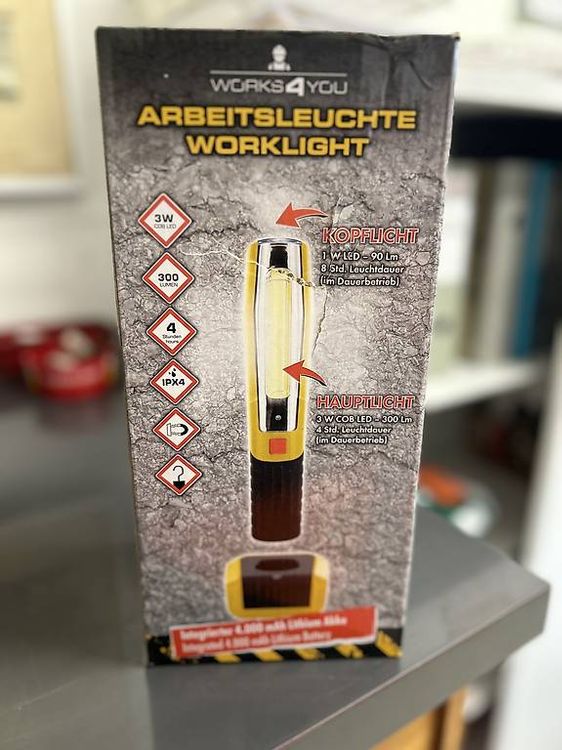 WORKS4YOU
ARBEITSLEUCHTE
WORKLIGHT
3W
COB LED
300
LUMEN
4
Stunden
hours
IPX4
KOPFLICHT
1 W LED – 90 Lm
8 Std. Leuchtdauer
(im Dauerbetrieb)
HAUPTLICHT
3 W COB LED – 300 Lm
4 Std. Leuchtdauer
(im Dauerbetrieb)
Integrierter 4.000 mAh Lithium Akku
Integrated 4.000 mAh Lithium Battery